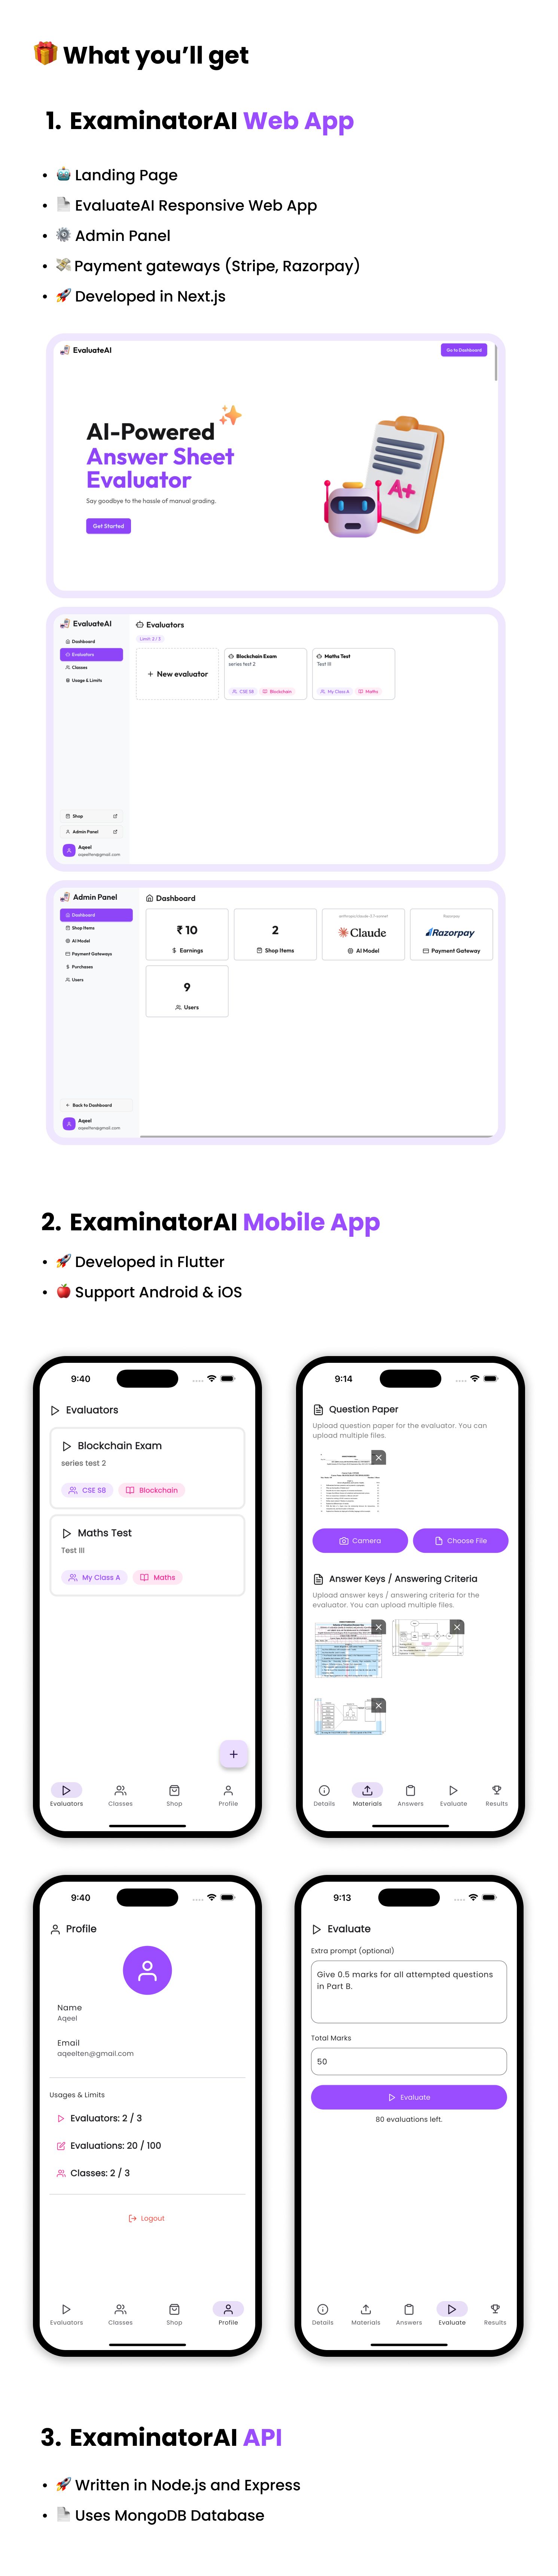 🎁 What you’ll get
1. ExaminatorAI Web App
• 🤖 Landing Page
• 📄 EvaluateAI Responsive Web App
• ⚙️ Admin Panel
• 💸 Payment gateways (Stripe, Razorpay)
• 🚀 Developed in Next.js
EvaluateAI
Go to Dashboard
AI-Powered
Answer Sheet
Evaluator
Say goodbye to the hassle of manual grading.
Get Started
A+
EvaluateAI
Dashboard
Evaluators
Classes
Usage & Limits
Shop
Admin Panel
A
Aqeel
aqeelten@gmail.com
Evaluators
Limit: 2 / 3
+ New evaluator
Blockchain Exam
series test 2
CSE S8
Blockchain
Maths Test
Test III
My Class A
Maths
Admin Panel
Dashboard
Shop Items
AI Model
Payment Gateways
Purchases
Users
Back to Dashboard
A
Aqeel
aqeelten@gmail.com
Dashboard
₹ 10
$ Earnings
2
Shop Items
Claude
AI Model
Razorpay
Razorpay
Payment Gateway
9
Users
2. ExaminatorAI Mobile App
• 🚀 Developed in Flutter
• 🍎 Support Android & iOS
9:40
Evaluators
Blockchain Exam
series test 2
CSE S8
Blockchain
Maths Test
Test III
My Class A
Maths
+
Evaluators
Classes
Shop
Profile
9:14
Question Paper
Upload question paper for the evaluator. You can
upload multiple files.
Camera
Choose File
Answer Keys / Answering Criteria
Upload answer keys / answering criteria for the
evaluator. You can upload multiple files.
Details
Materials
Answers
Evaluate
Results
9:40
Profile
Name
Aqeel
Email
aqeelten@gmail.com
Usages & Limits
Evaluators: 2 / 3
Evaluations: 20 / 100
Classes: 2 / 3
Logout
Evaluators
Classes
Shop
Profile
9:13
Evaluate
Extra prompt (optional)
Give 0.5 marks for all attempted questions
in Part B.
Total Marks
50
Evaluate
80 evaluations left.
Details
Materials
Answers
Evaluate
Results
3. ExaminatorAI API
• 🚀 Written in Node.js and Express
• 📄 Uses MongoDB Database